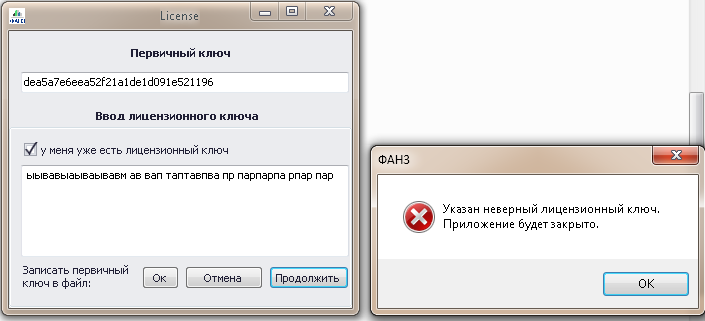 License
Первичный ключ
dea5a7e6eea52f21a1de1d091e521196
Ввод лицензионного ключа
у меня уже есть лицензионный ключ
ыывавыаываывавм ав вап таптавпва пр парпарпа рпар пар
Записать первичный
ключ в файл:
Ок
Отмена
Продолжить
ФАНЗ
Указан неверный лицензионный ключ.
Приложение будет закрыто.
OK